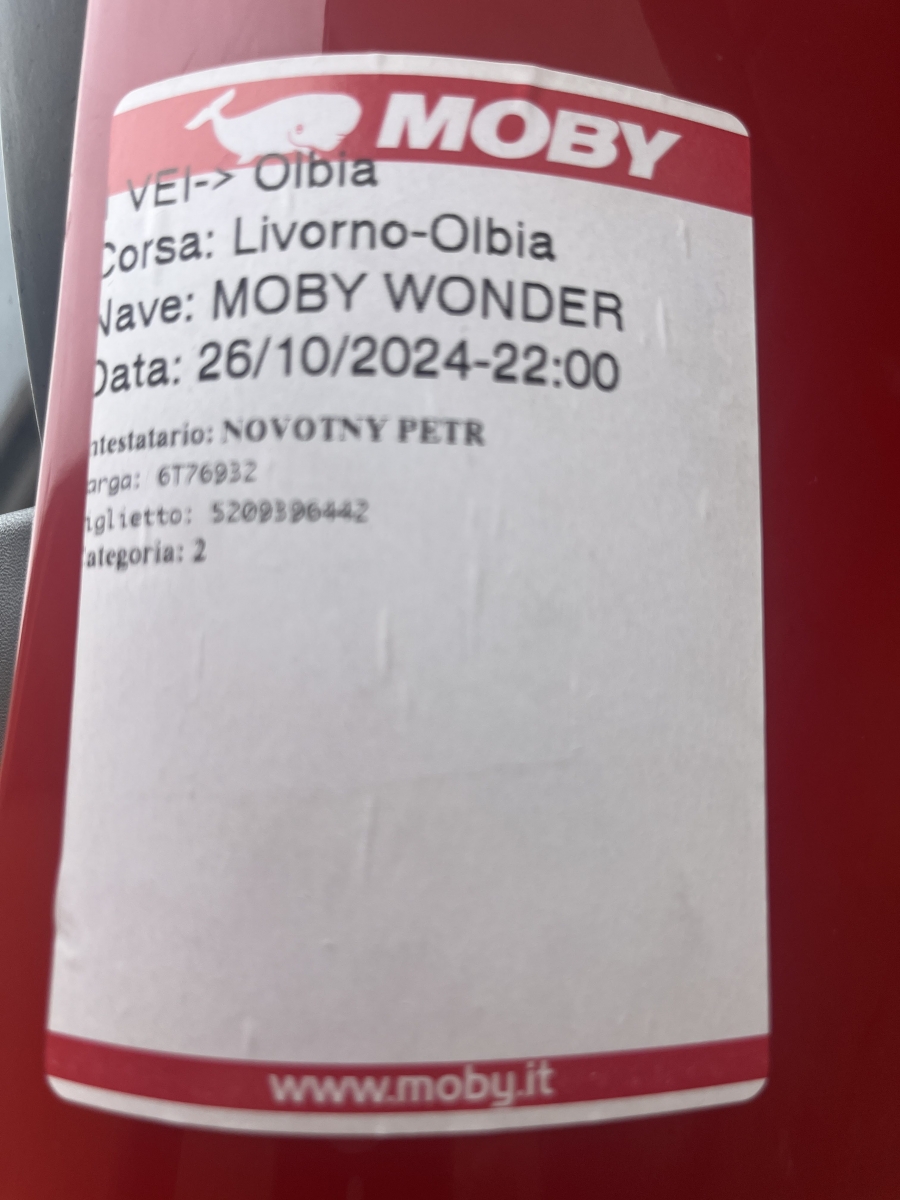 MOBY
VEI-> Olbia
Corsa: Livorno-Olbia
Nave: MOBY WONDER
Data: 26/10/2024-22:00
ntestatario: NOVOTNY PETR
arga: 6T76932
iglietto: 5209396442
ategoria: 2
www.moby.it